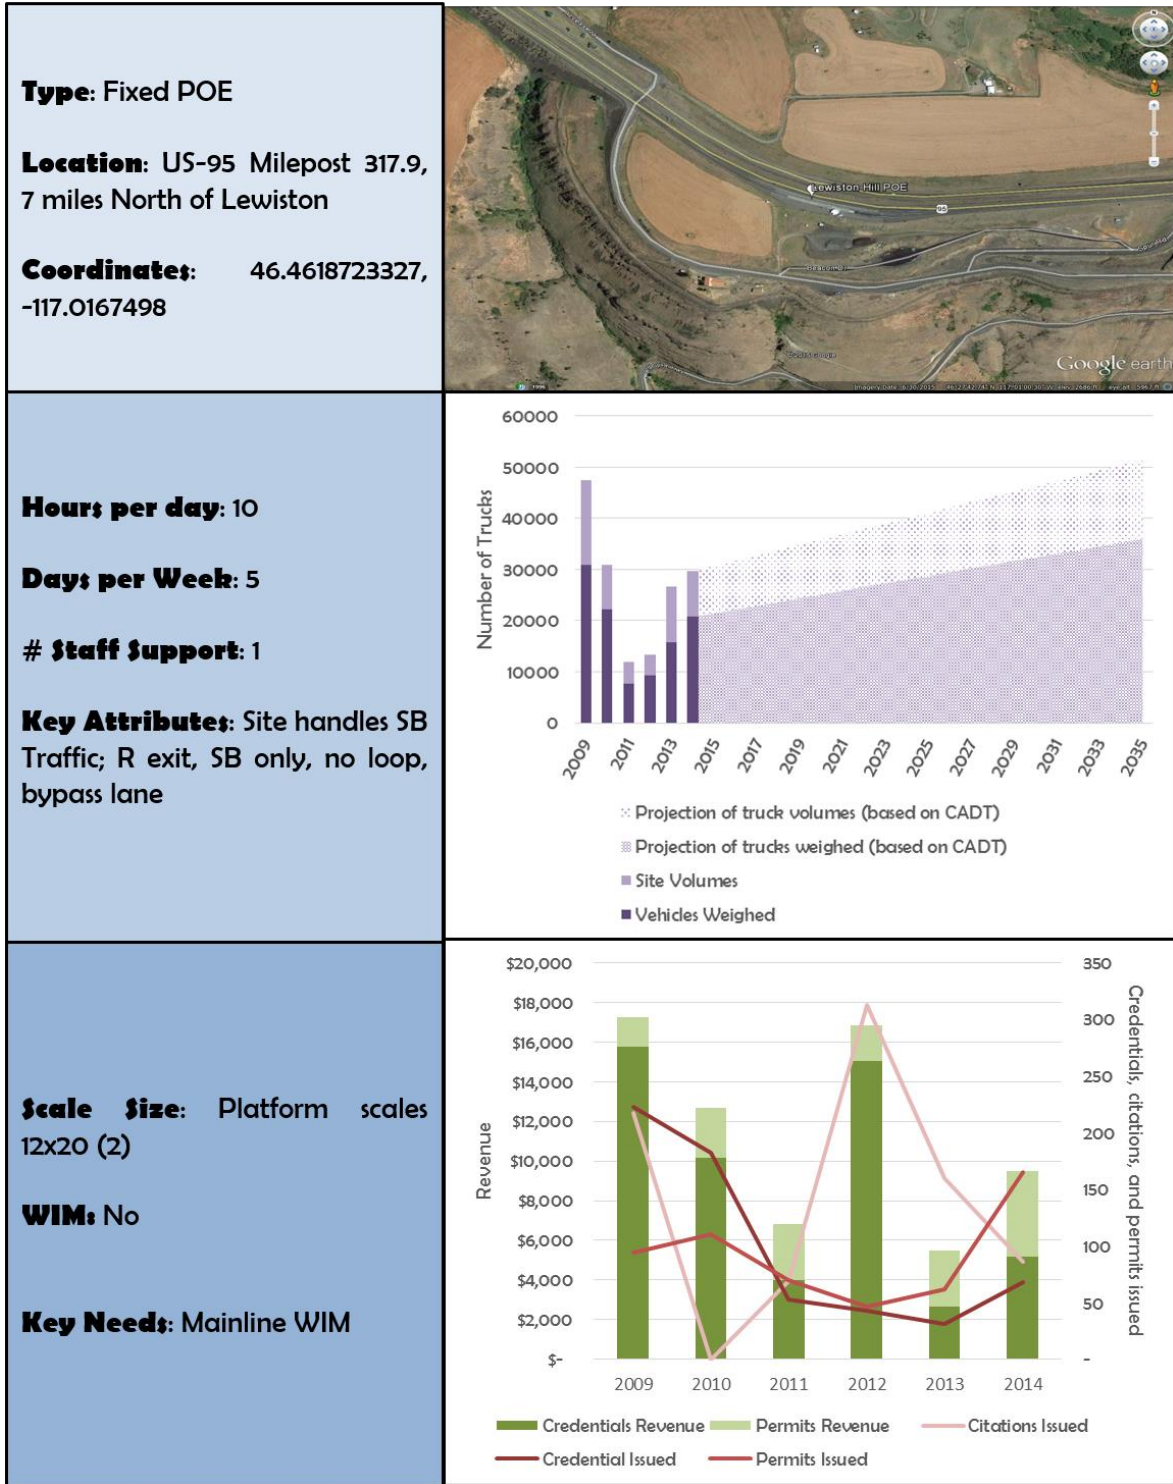 Type: Fixed POE
Location: US-95 Milepost 317.9,
7 miles North of Lewiston
Coordinates: 46.4618723327,
-117.0167498
Lewiston Hill POE
95
Google earth
Hours per day: 10
Days per Week: 5
# Staff Support: 1
Key Attributes: Site handles SB
Traffic; R exit, SB only, no loop,
bypass lane
Number of Trucks
60000
50000
40000
30000
20000
10000
0
2009
2011
2013
2015
2017
2019
2021
2023
2025
2027
2029
2031
2033
2035
Projection of truck volumes (based on CADT)
Projection of trucks weighed (based on CADT)
Site Volumes
Vehicles Weighed
Scale Size: Platform scales
12x20 (2)
WIM: No
Key Needs: Mainline WIM
Revenue
$20,000
$18,000
$16,000
$14,000
$12,000
$10,000
$8,000
$6,000
$4,000
$2,000
$-
350
300
250
200
150
100
50
-
Credentials, citations, and permits issued
2009
2010
2011
2012
2013
2014
Credentials Revenue
Permits Revenue
Citations Issued
Credential Issued
Permits Issued